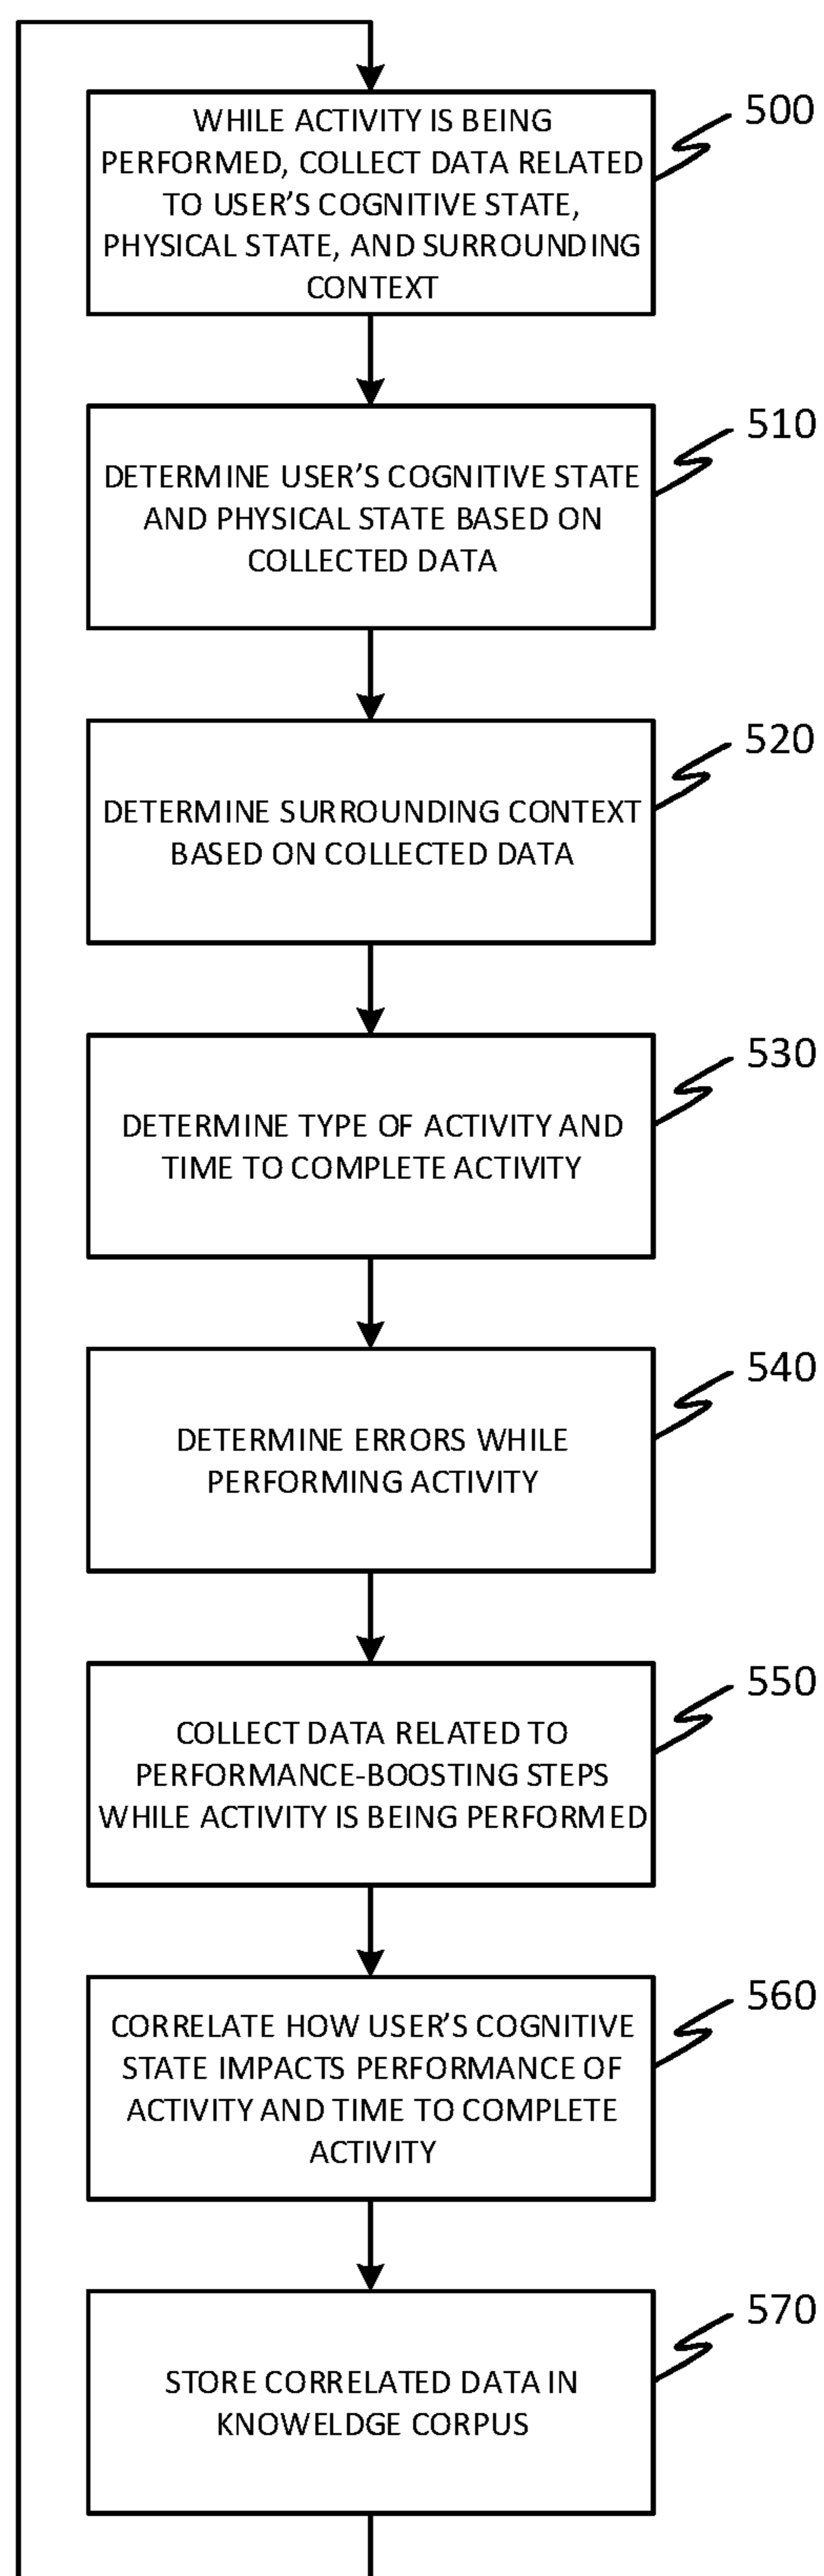 WHILE ACTIVITY IS BEING
PERFORMED, COLLECT DATA RELATED
TO USER'S COGNITIVE STATE,
PHYSICAL STATE, AND SURROUNDING
CONTEXT
500
DETERMINE USER'S COGNITIVE STATE
AND PHYSICAL STATE BASED ON
COLLECTED DATA
510
DETERMINE SURROUNDING CONTEXT
BASED ON COLLECTED DATA
520
DETERMINE TYPE OF ACTIVITY AND
TIME TO COMPLETE ACTIVITY
530
DETERMINE ERRORS WHILE
PERFORMING ACTIVITY
540
COLLECT DATA RELATED TO
PERFORMANCE-BOOSTING STEPS
WHILE ACTIVITY IS BEING PERFORMED
550
CORRELATE HOW USER'S COGNITIVE
STATE IMPACTS PERFORMANCE OF
ACTIVITY AND TIME TO COMPLETE
ACTIVITY
560
STORE CORRELATED DATA IN
KNOWELDGE CORPUS
570